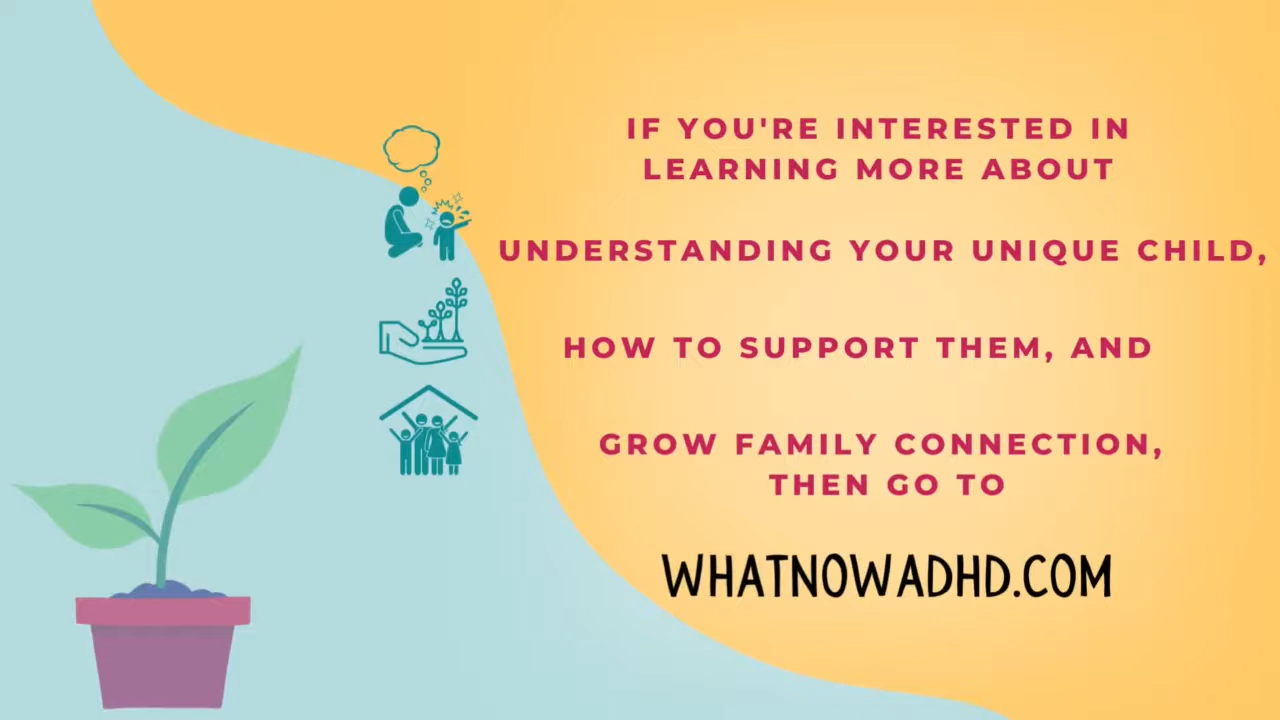 IF YOU'RE INTERESTED IN
LEARNING MORE ABOUT
UNDERSTANDING YOUR UNIQUE CHILD,
HOW TO SUPPORT THEM, AND
GROW FAMILY CONNECTION,
THEN GO TO
WHATNOWADHD.COM